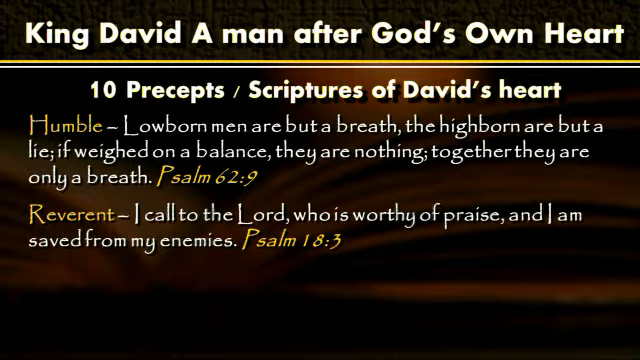 King David A man after God's Own Heart
10 Precepts / Scriptures of David's heart
Humble – Lowborn men are but a breath, the highborn are but a
lie; if weighed on a balance, they are nothing; together they are
only a breath. Psalm 62:9
Reverent – I call to the Lord, who is worthy of praise, and I am
saved from my enemies. Psalm 18:3